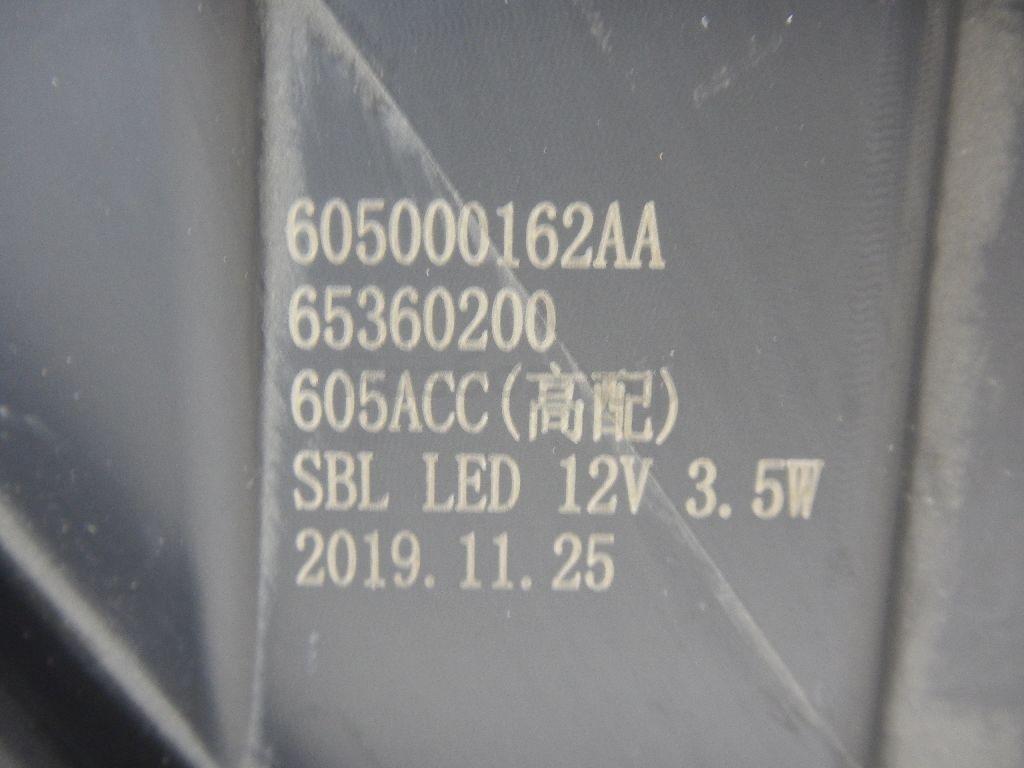 605000162AA
65360200
605ACC(高配)
SBL LED 12V 3.5W
2019.11.25